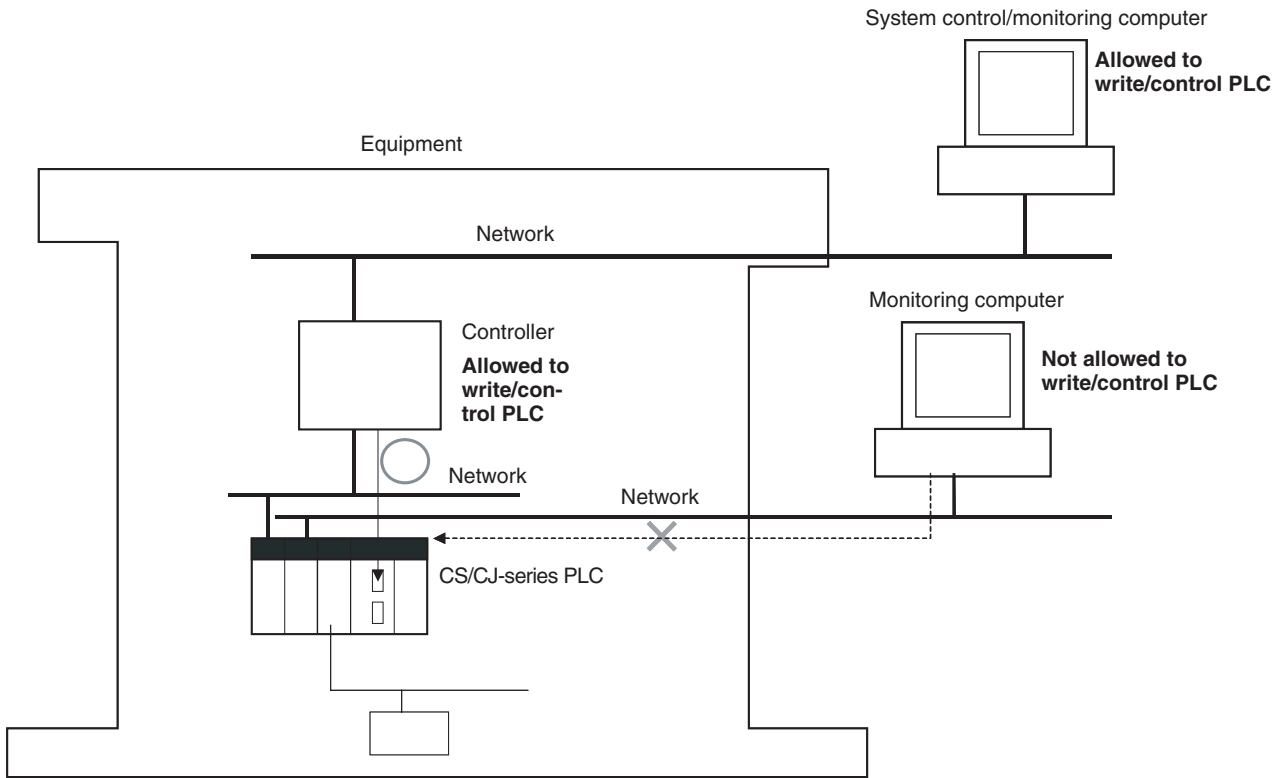 System control/monitoring computer
Allowed to
write/control PLC
Equipment
Network
Monitoring computer
Controller
Allowed to
write/con-
trol PLC
Not allowed to
write/control PLC
Network
Network
CS/CJ-series PLC